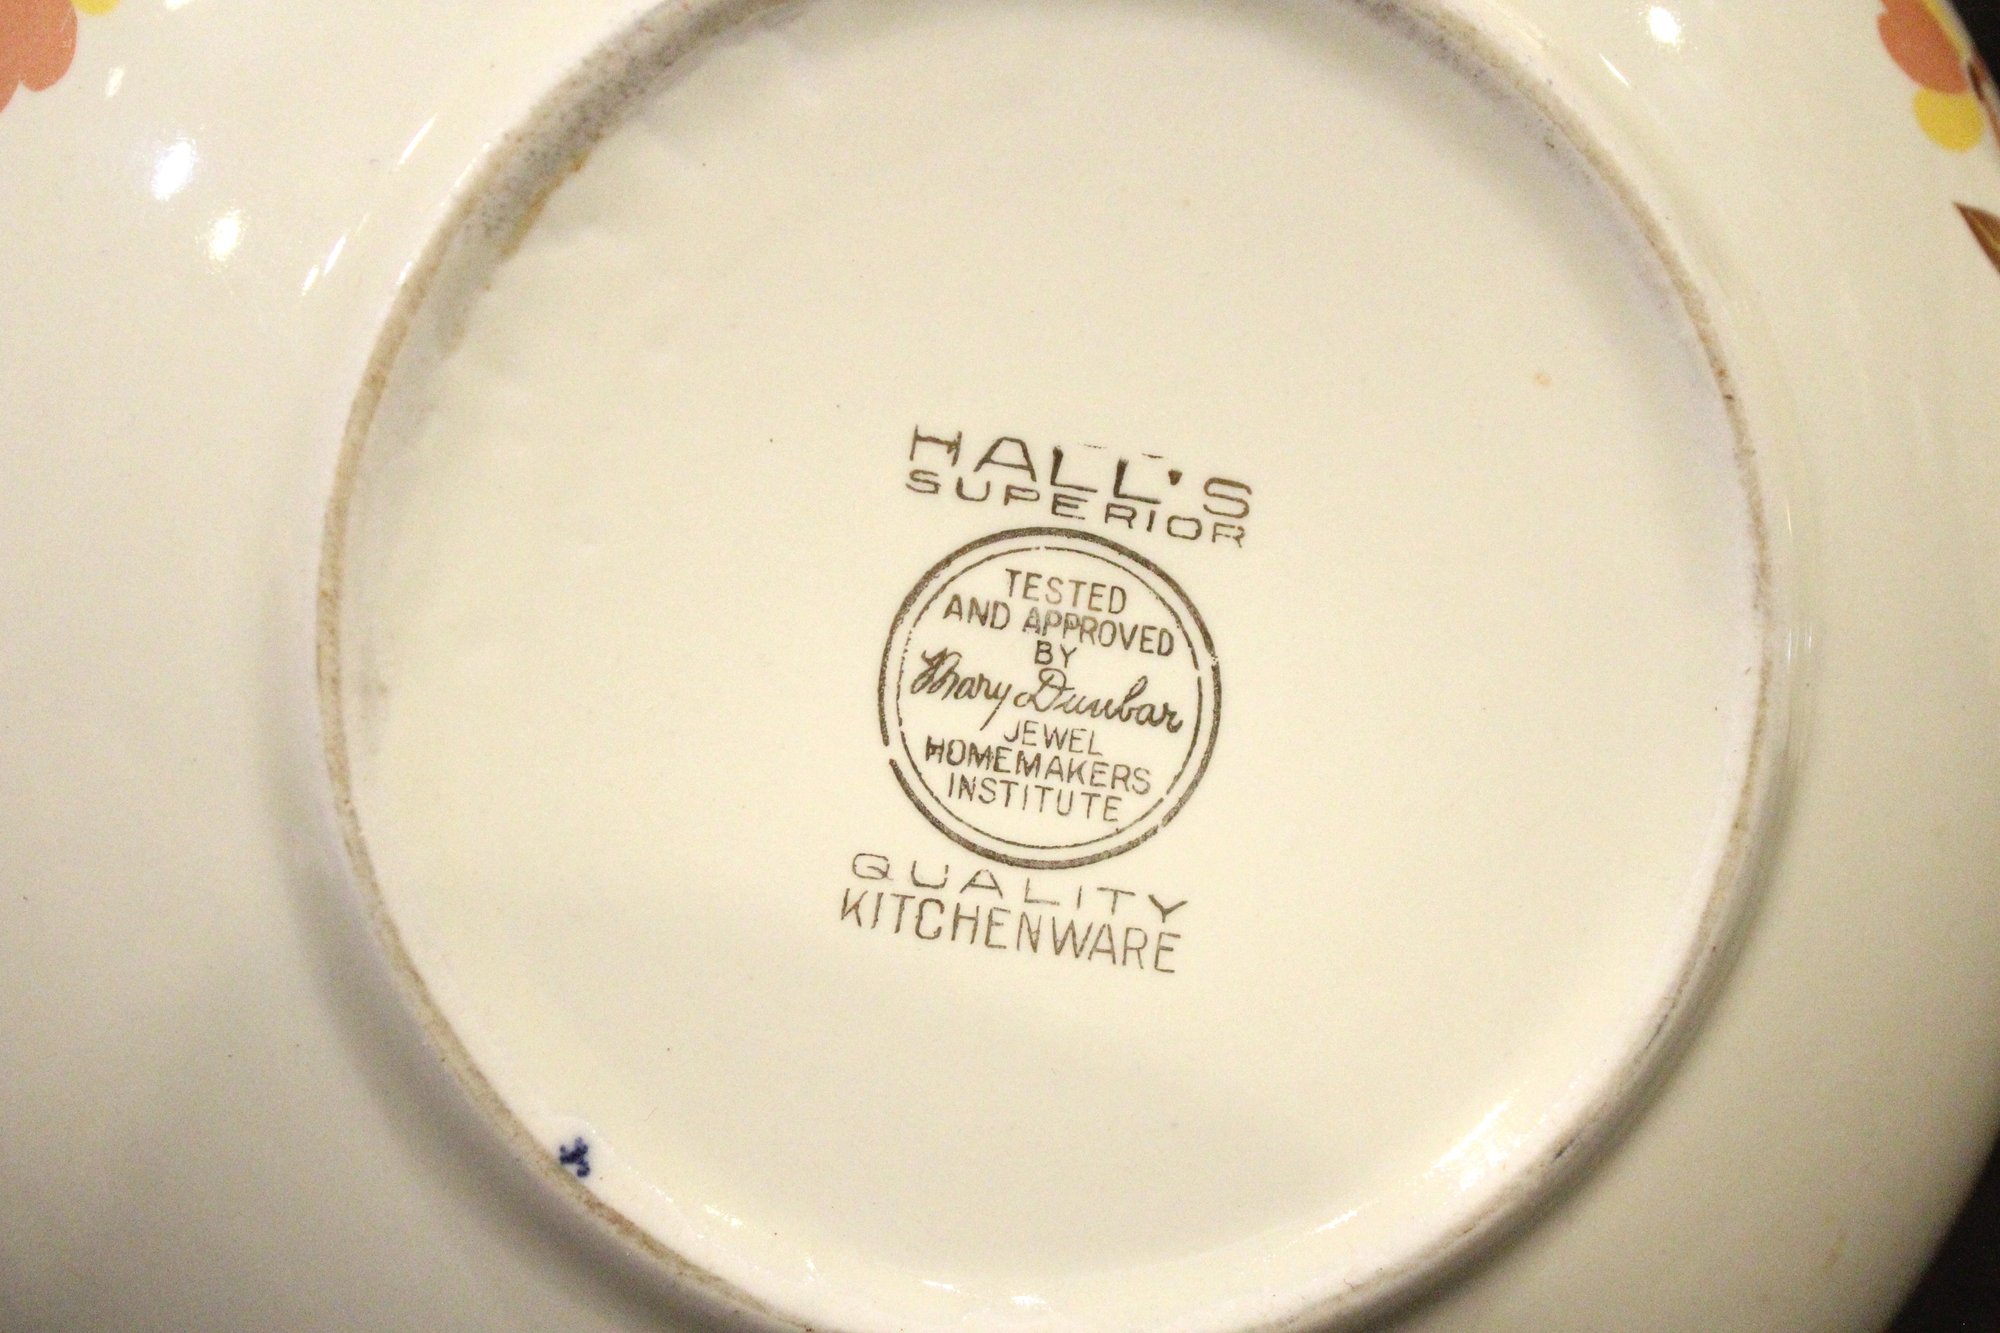 HALL'S
SUPERIOR
TESTED
AND APPROVED
BY
Mary Dunbar
JEWEL
HOMEMAKERS
INSTITUTE
QUALITY
KITCHENWARE